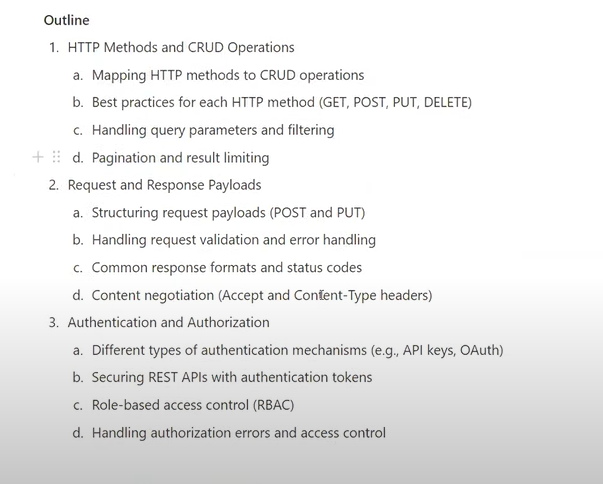 Outline
1. HTTP Methods and CRUD Operations
a. Mapping HTTP methods to CRUD operations
b. Best practices for each HTTP method (GET, POST, PUT, DELETE)
c. Handling query parameters and filtering
d. Pagination and result limiting
2. Request and Response Payloads
a. Structuring request payloads (POST and PUT)
b. Handling request validation and error handling
c. Common response formats and status codes
d. Content negotiation (Accept and Content-Type headers)
3. Authentication and Authorization
a. Different types of authentication mechanisms (e.g., API keys, OAuth)
b. Securing REST APIs with authentication tokens
c. Role-based access control (RBAC)
d. Handling authorization errors and access control